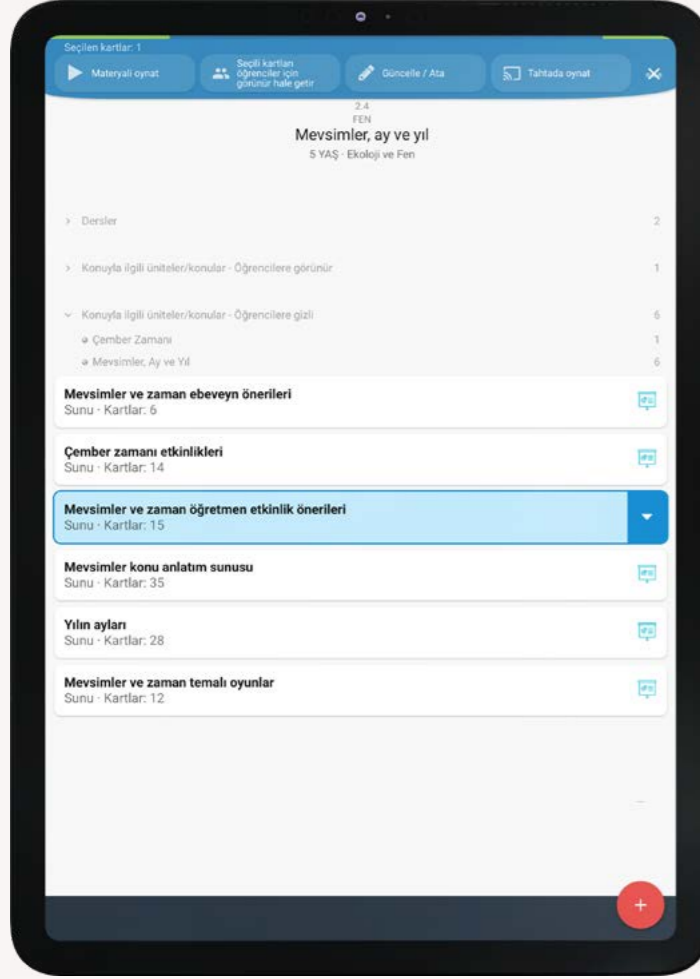 Seçilen kartlar: 1
Materyali oynat
Seçili kartları
öğrenciler için
görünür hale getir
Güncelle / Ata
Tahtada oynat
2.4
FEN
Mevsimler, ay ve yıl
5 YAŞ - Ekoloji ve Fen
Dersler 2
Konuyla ilgili üniteler/konular - Öğrencilere görünür 1
Konuyla ilgili üniteler/konular - Öğrencilere gizli 6
Çember Zamanı 1
Mevsimler, Ay ve Yıl 6
Mevsimler ve zaman ebeveyn önerileri
Sunu · Kartlar: 6
Çember zamanı etkinlikleri
Sunu · Kartlar: 14
Mevsimler ve zaman öğretmen etkinlik önerileri
Sunu · Kartlar: 15
Mevsimler konu anlatım sunusu
Sunu · Kartlar: 35
Yılın ayları
Sunu · Kartlar: 28
Mevsimler ve zaman temalı oyunlar
Sunu · Kartlar: 12